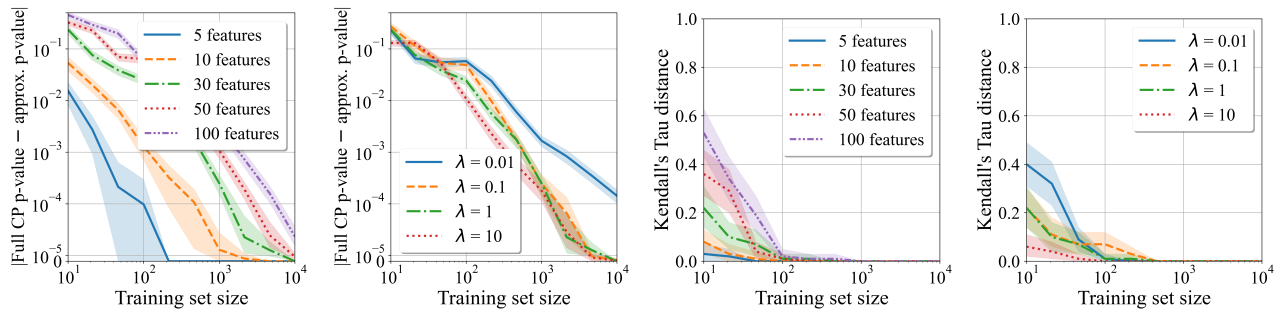 |Full CP p-value − approx. p-value|
10⁻¹
10⁻²
10⁻³
10⁻⁴
10⁻⁵
0
10¹ 10² 10³ 10⁴
Training set size
5 features
10 features
30 features
50 features
100 features
|Full CP p-value − approx. p-value|
10⁻¹
10⁻²
10⁻³
10⁻⁴
10⁻⁵
0
10¹ 10² 10³ 10⁴
Training set size
λ = 0.01
λ = 0.1
λ = 1
λ = 10
Kendall's Tau distance
1.0
0.8
0.6
0.4
0.2
0.0
10¹ 10² 10³ 10⁴
Training set size
5 features
10 features
30 features
50 features
100 features
Kendall's Tau distance
1.0
0.8
0.6
0.4
0.2
0.0
10¹ 10² 10³ 10⁴
Training set size
λ = 0.01
λ = 0.1
λ = 1
λ = 10